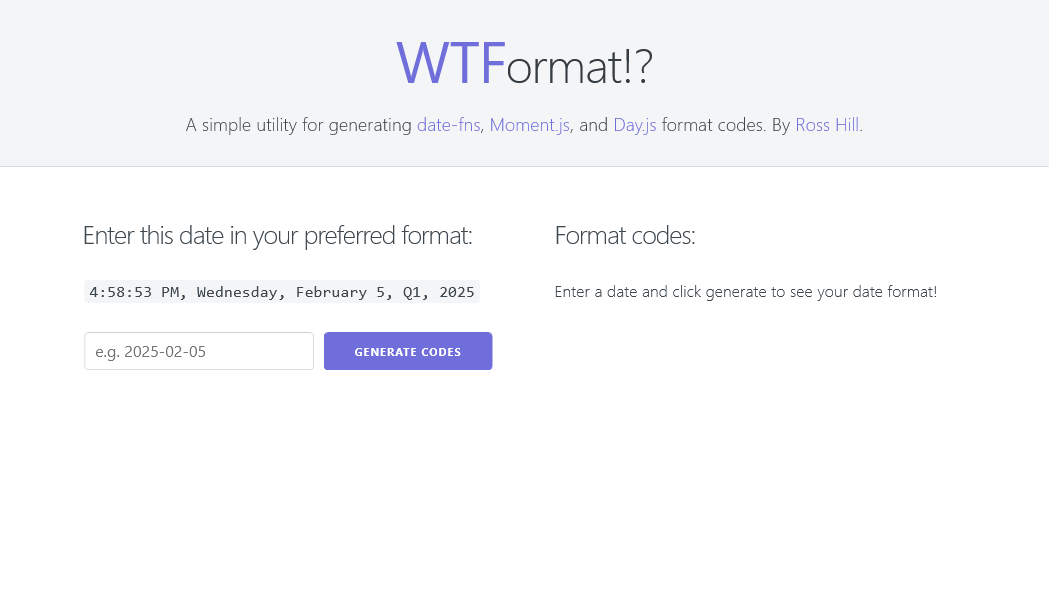 WTFormat!?
A simple utility for generating date-fns, Moment.js, and Day.js format codes. By Ross Hill.
Enter this date in your preferred format:
4:58:53 PM, Wednesday, February 5, Q1, 2025
e.g. 2025-02-05
GENERATE CODES
Format codes:
Enter a date and click generate to see your date format!